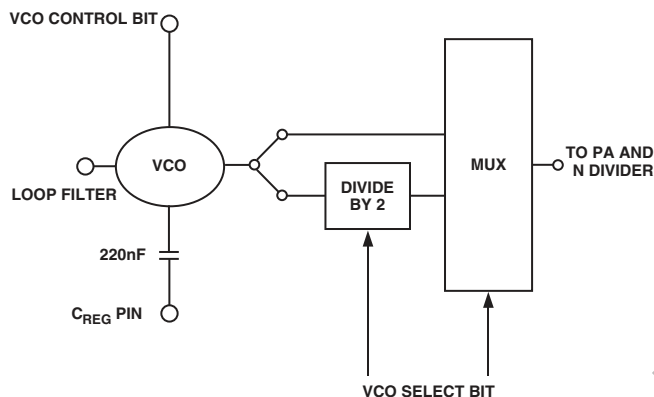 VCO CONTROL BIT
VCO
LOOP FILTER
220nF
CREG PIN
DIVIDE
BY 2
MUX
TO PA AND
N DIVIDER
VCO SELECT BIT